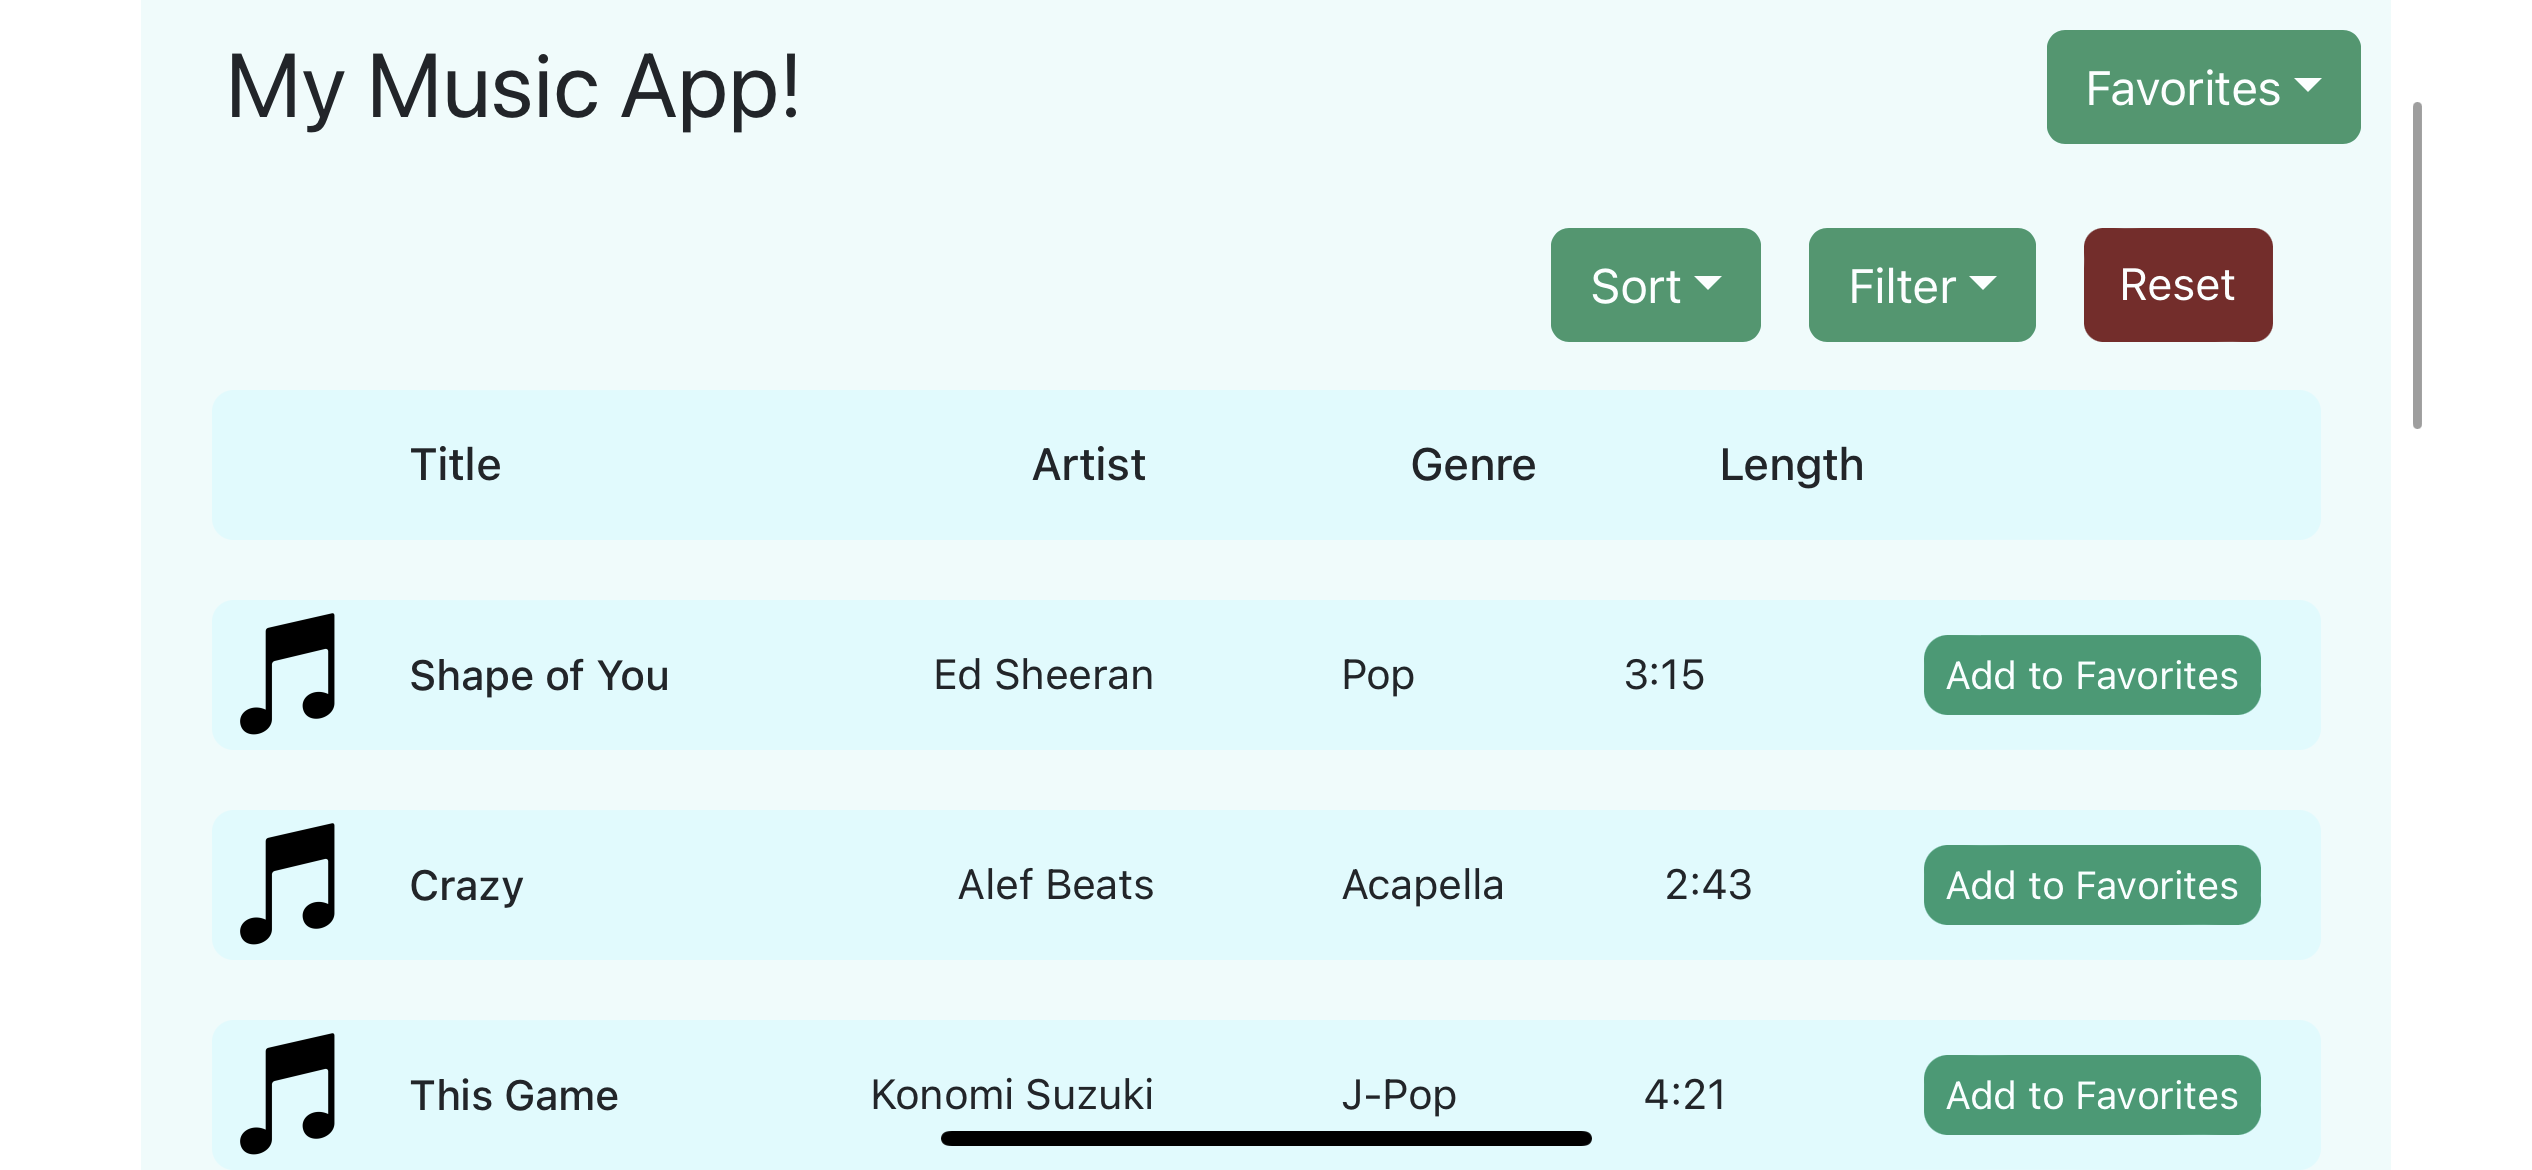 My Music App!
Favorites
Sort Filter Reset
Title Artist Genre Length
Shape of You Ed Sheeran Pop 3:15 Add to Favorites
Crazy Alef Beats Acapella 2:43 Add to Favorites
This Game Konomi Suzuki J-Pop 4:21 Add to Favorites